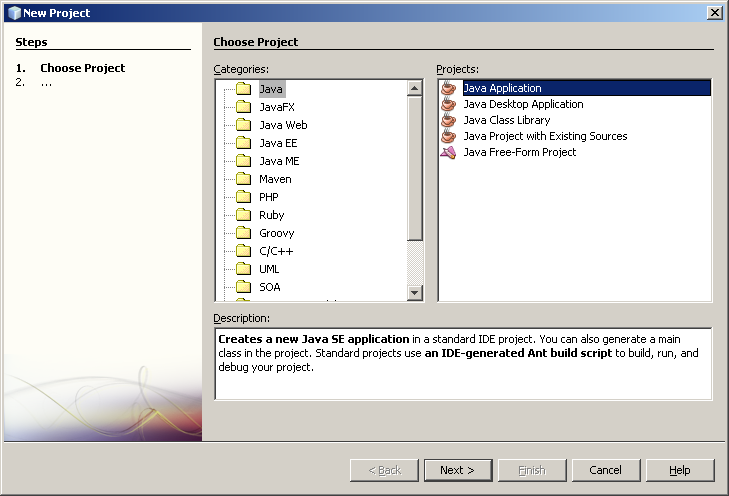 New Project
Steps
1. Choose Project
2. ...
Choose Project
Categories:
Java
JavaFX
Java Web
Java EE
Java ME
Maven
PHP
Ruby
Groovy
C/C++
UML
SOA
Projects:
Java Application
Java Desktop Application
Java Class Library
Java Project with Existing Sources
Java Free-Form Project
Description:
Creates a new Java SE application in a standard IDE project. You can also generate a main
class in the project. Standard projects use an IDE-generated Ant build script to build, run, and
debug your project.
< Back
Next >
Finish
Cancel
Help